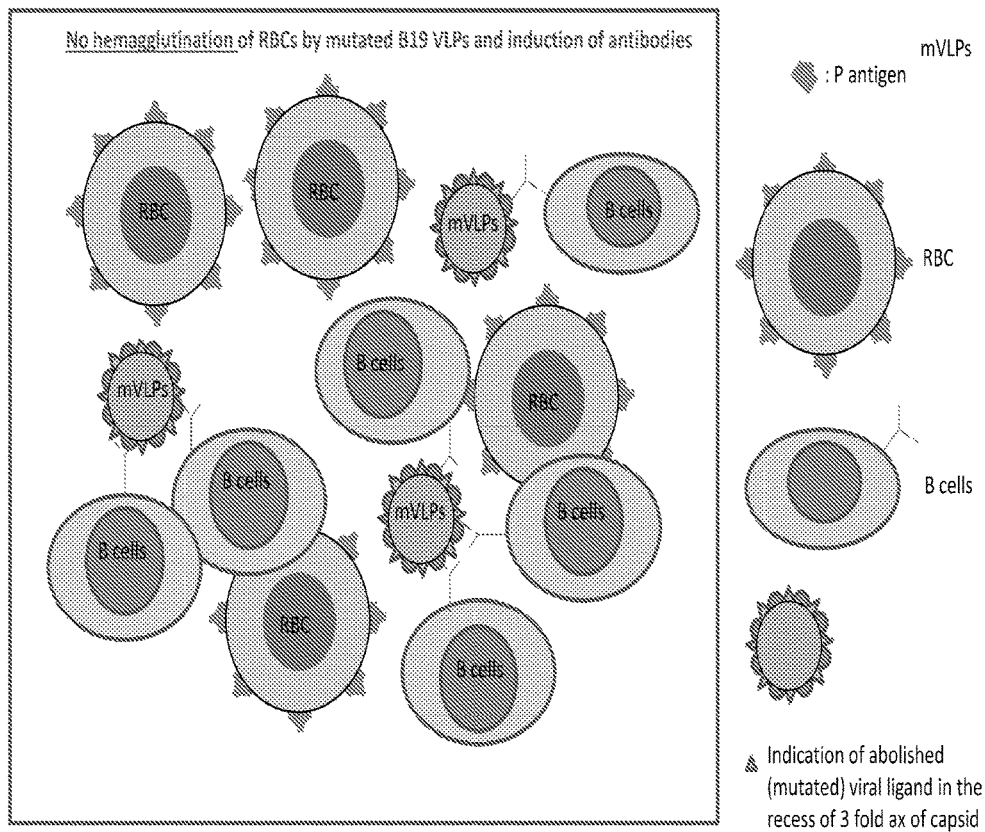 No hemagglutination of RBCs by mutated B19 VLPs and induction of antibodies
RBC
RBC
mVLPs
B cells
mVLPs
B cells
RBC
B cells
B cells
mVLPs
B cells
RBC
B cells
mVLPs
: P antigen
RBC
B cells
Indication of abolished
(mutated) viral ligand in the
recess of 3 fold ax of capsid